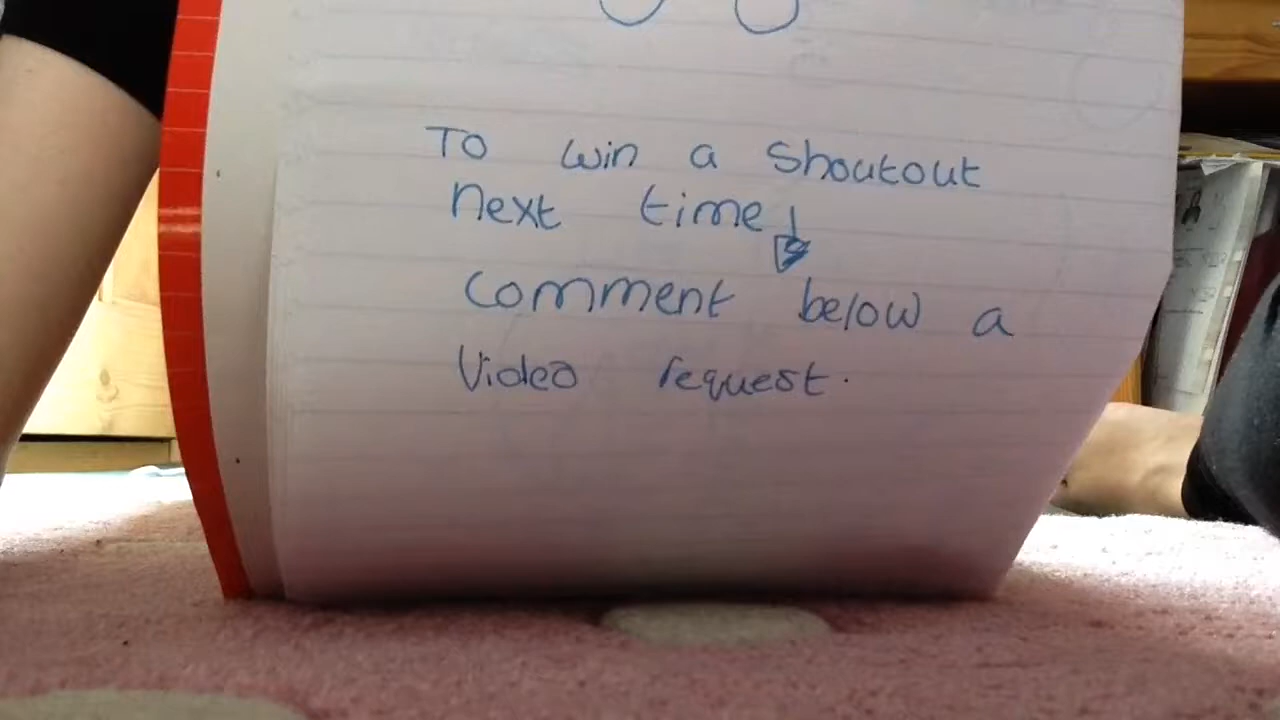 To win a Shoutout
next time
Comment below a
Video request.